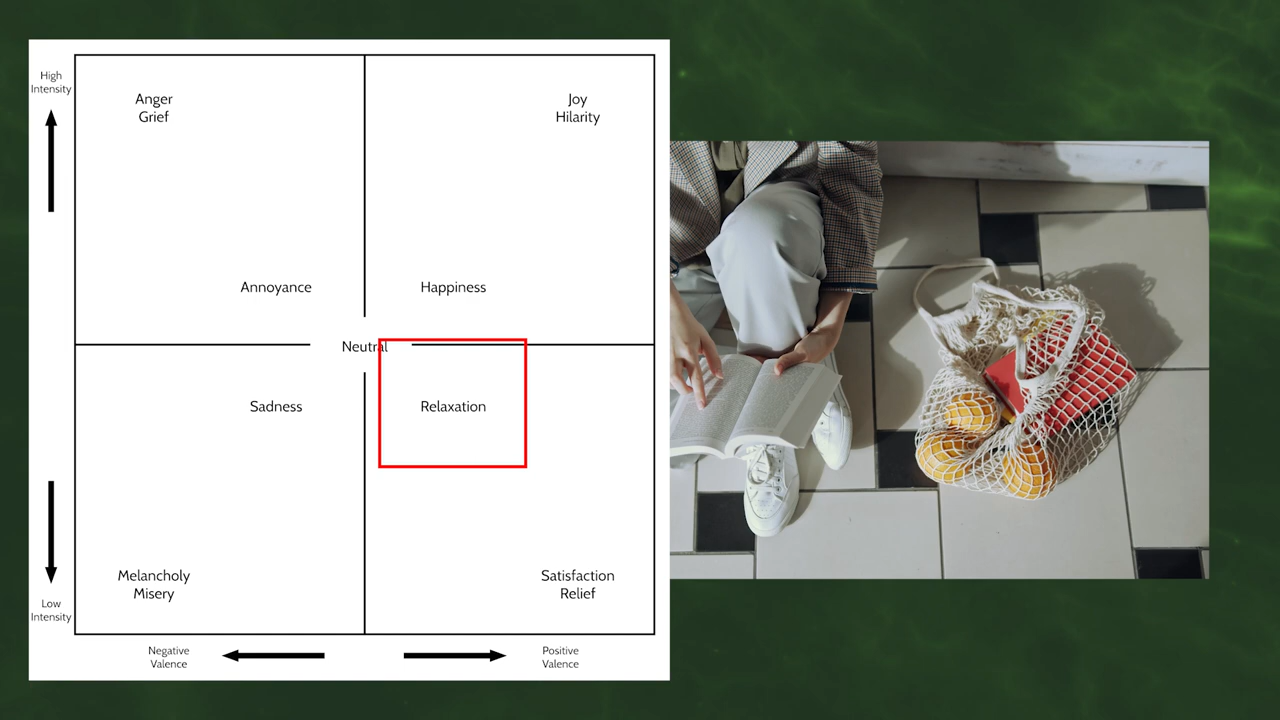 High
Intensity
Anger
Grief
Joy
Hilarity
Annoyance
Happiness
Neutral
Sadness
Relaxation
Melancholy
Misery
Satisfaction
Relief
Low
Intensity
Negative
Valence
Positive
Valence